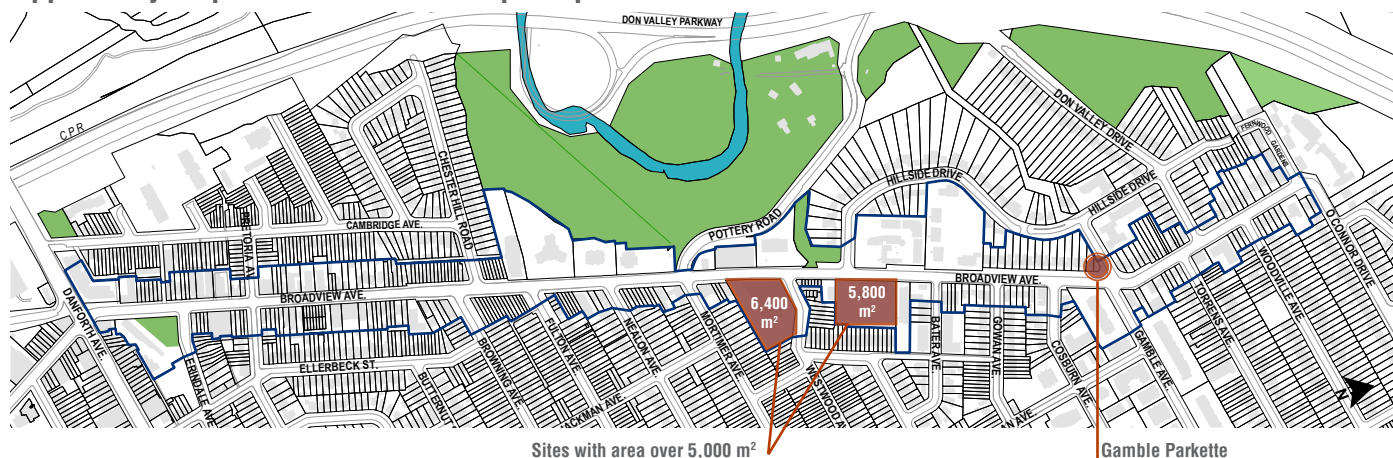 DON VALLEY PARKWAY
CPR
DON VALLEY DRIVE
FERNWOOD
GARDENS
CHESTER HILL ROAD
HILLSIDE DRIVE
HILLSIDE DRIVE
PRETORIA AV.
CAMBRIDGE AVE.
POTTERY ROAD
O'CONNOR DRIVE
WOODVILLE AVE.
TORRENS AVE.
BROADVIEW AVE.
BROADVIEW AVE.
6,400
m²
5,800
m²
DANFORTH AVE.
ERINDALE AVE.
ELLERBECK ST.
BROWNING AVE.
FULTON AVE.
NEALON AVE.
MORTIMER AVE.
WESTWOOD A
BATER AVE.
GOWAN AVE.
COSBURN AVE.
GAMBLE AVE.
N
Sites with area over 5,000 m²
Gamble Parkette